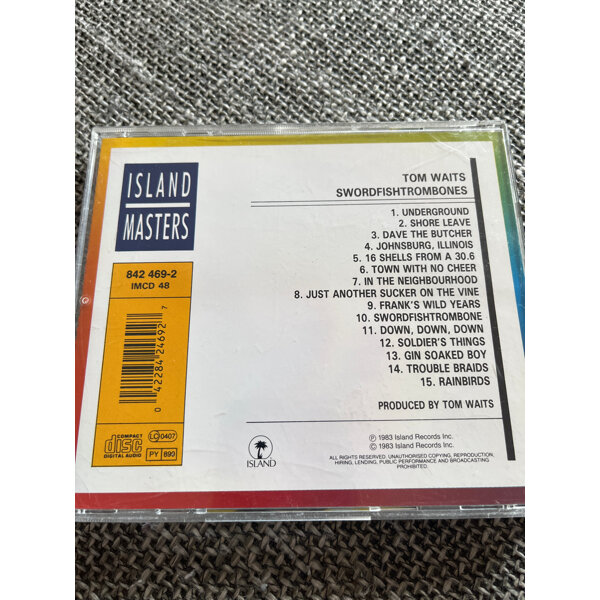 ISLAND
MASTERS
842 469-2
IMCD 48
0 42284 24692 7
COMPACT
disc
DIGITAL AUDIO
LC 0407
PY 890
TOM WAITS
SWORDFISHTROMBONES
1. UNDERGROUND
2. SHORE LEAVE
3. DAVE THE BUTCHER
4. JOHNSBURG, ILLINOIS
5. 16 SHELLS FROM A 30.6
6. TOWN WITH NO CHEER
7. IN THE NEIGHBOURHOOD
8. JUST ANOTHER SUCKER ON THE VINE
9. FRANK'S WILD YEARS
10. SWORDFISHTROMBONE
11. DOWN, DOWN, DOWN
12. SOLDIER'S THINGS
13. GIN SOAKED BOY
14. TROUBLE BRAIDS
15. RAINBIRDS
PRODUCED BY TOM WAITS
ISLAND
℗ 1983 Island Records Inc.
© 1983 Island Records Inc.
ALL RIGHTS RESERVED. UNAUTHORISED COPYING, REPRODUCTION,
HIRING, LENDING, PUBLIC PERFORMANCE AND BROADCASTING
PROHIBITED.